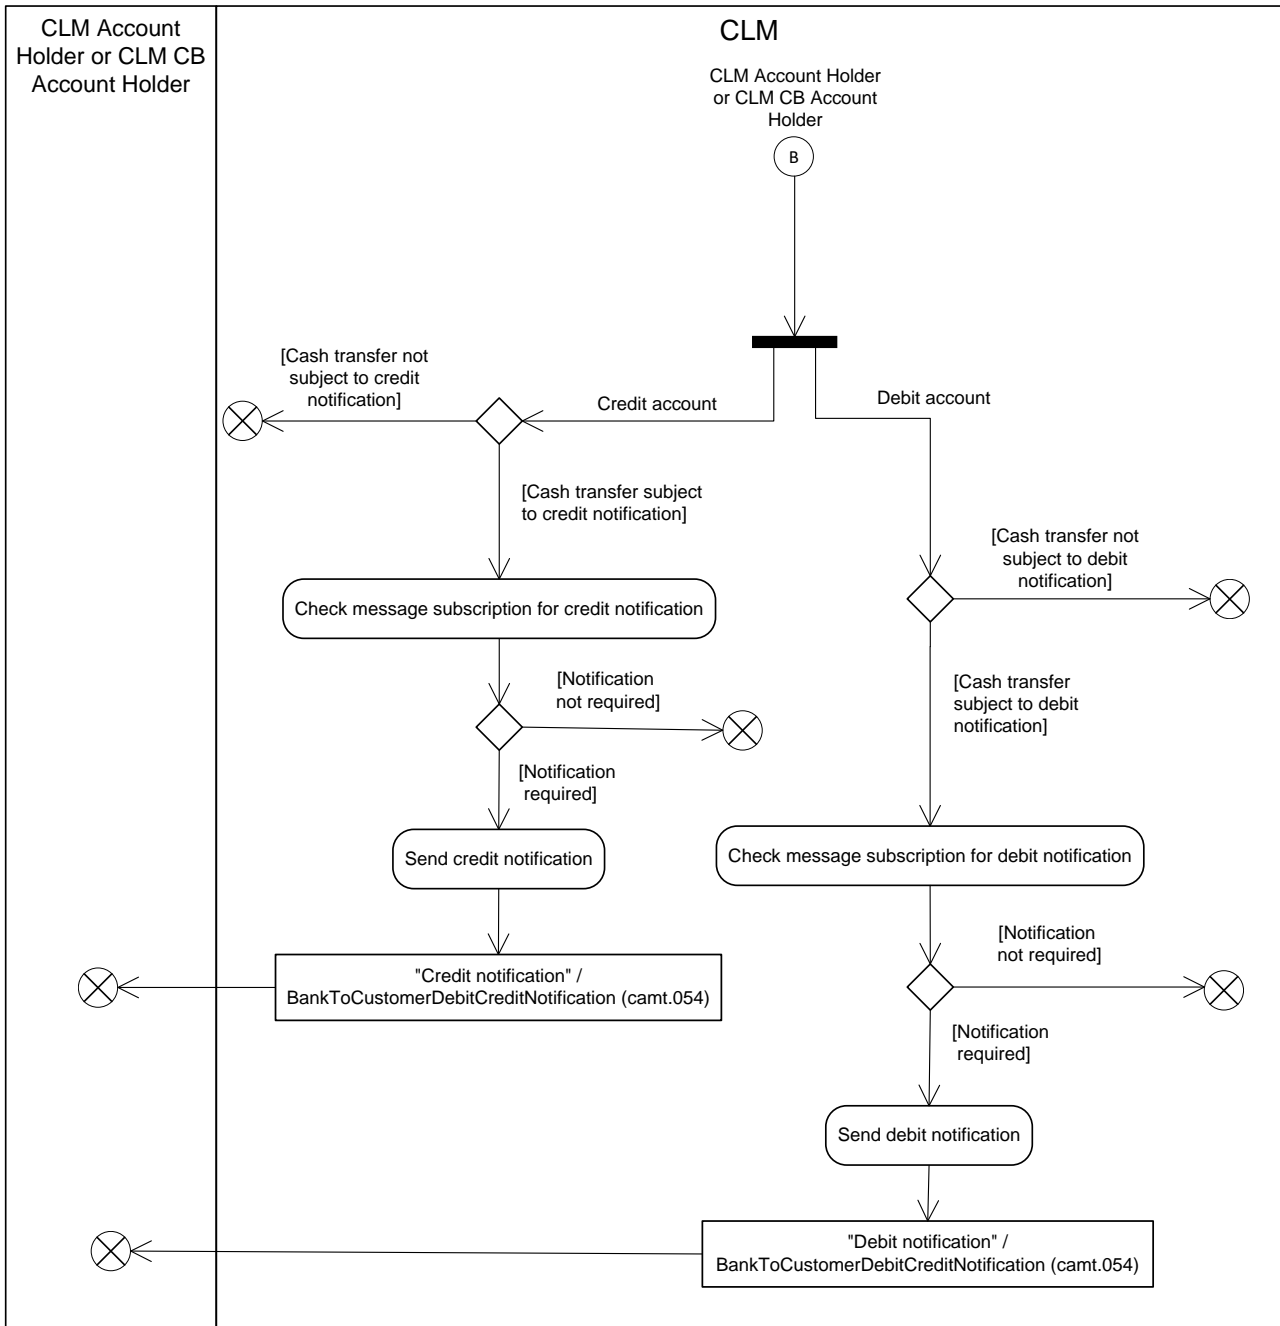 CLM Account
Holder or CLM CB
Account Holder
CLM
CLM Account Holder
or CLM CB Account
Holder
B
[Cash transfer not
subject to credit
notification]
Credit account
Debit account
[Cash transfer subject
to credit notification]
[Cash transfer not
subject to debit
notification]
Check message subscription for credit notification
[Notification
not required]
[Cash transfer
subject to debit
notification]
[Notification
required]
Send credit notification
Check message subscription for debit notification
[Notification
not required]
"Credit notification" /
BankToCustomerDebitCreditNotification (camt.054)
[Notification
required]
Send debit notification
"Debit notification" /
BankToCustomerDebitCreditNotification (camt.054)